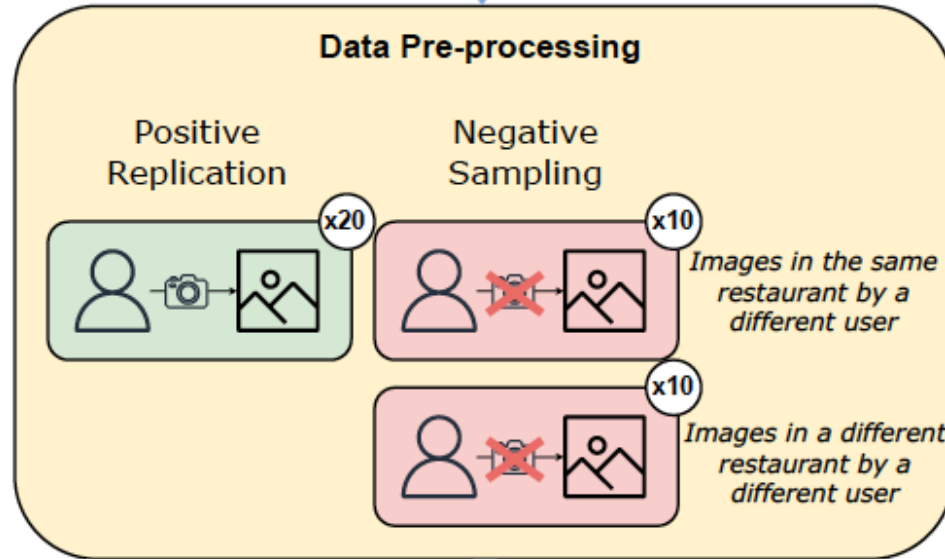 Data Pre-processing
Positive
Replication
Negative
Sampling
x20
x10
Images in the same
restaurant by a
different user
x10
Images in a different
restaurant by a
different user